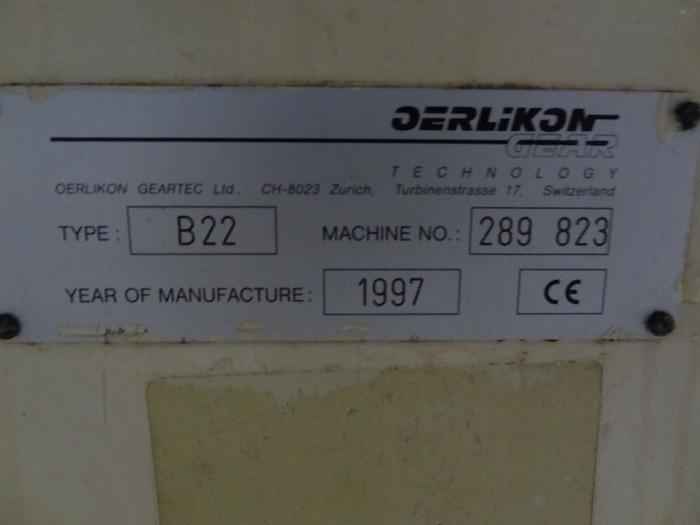 OERLiKON
GEAR
TECHNOLOGY
OERLIKON GEARTEC Ltd., CH-8023 Zurich, Turbinenstrasse 17, Switzerland
TYPE: B22 MACHINE NO.: 289 823
YEAR OF MANUFACTURE: 1997 CE